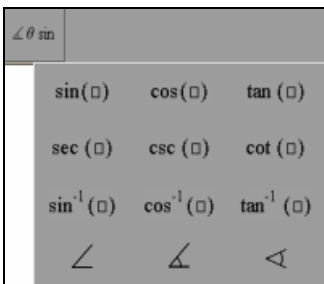 ∡θ sin
sin(□) cos(□) tan (□)
sec (□) csc (□) cot (□)
sin⁻¹(□) cos⁻¹(□) tan⁻¹ (□)
∠ ∡ ∢